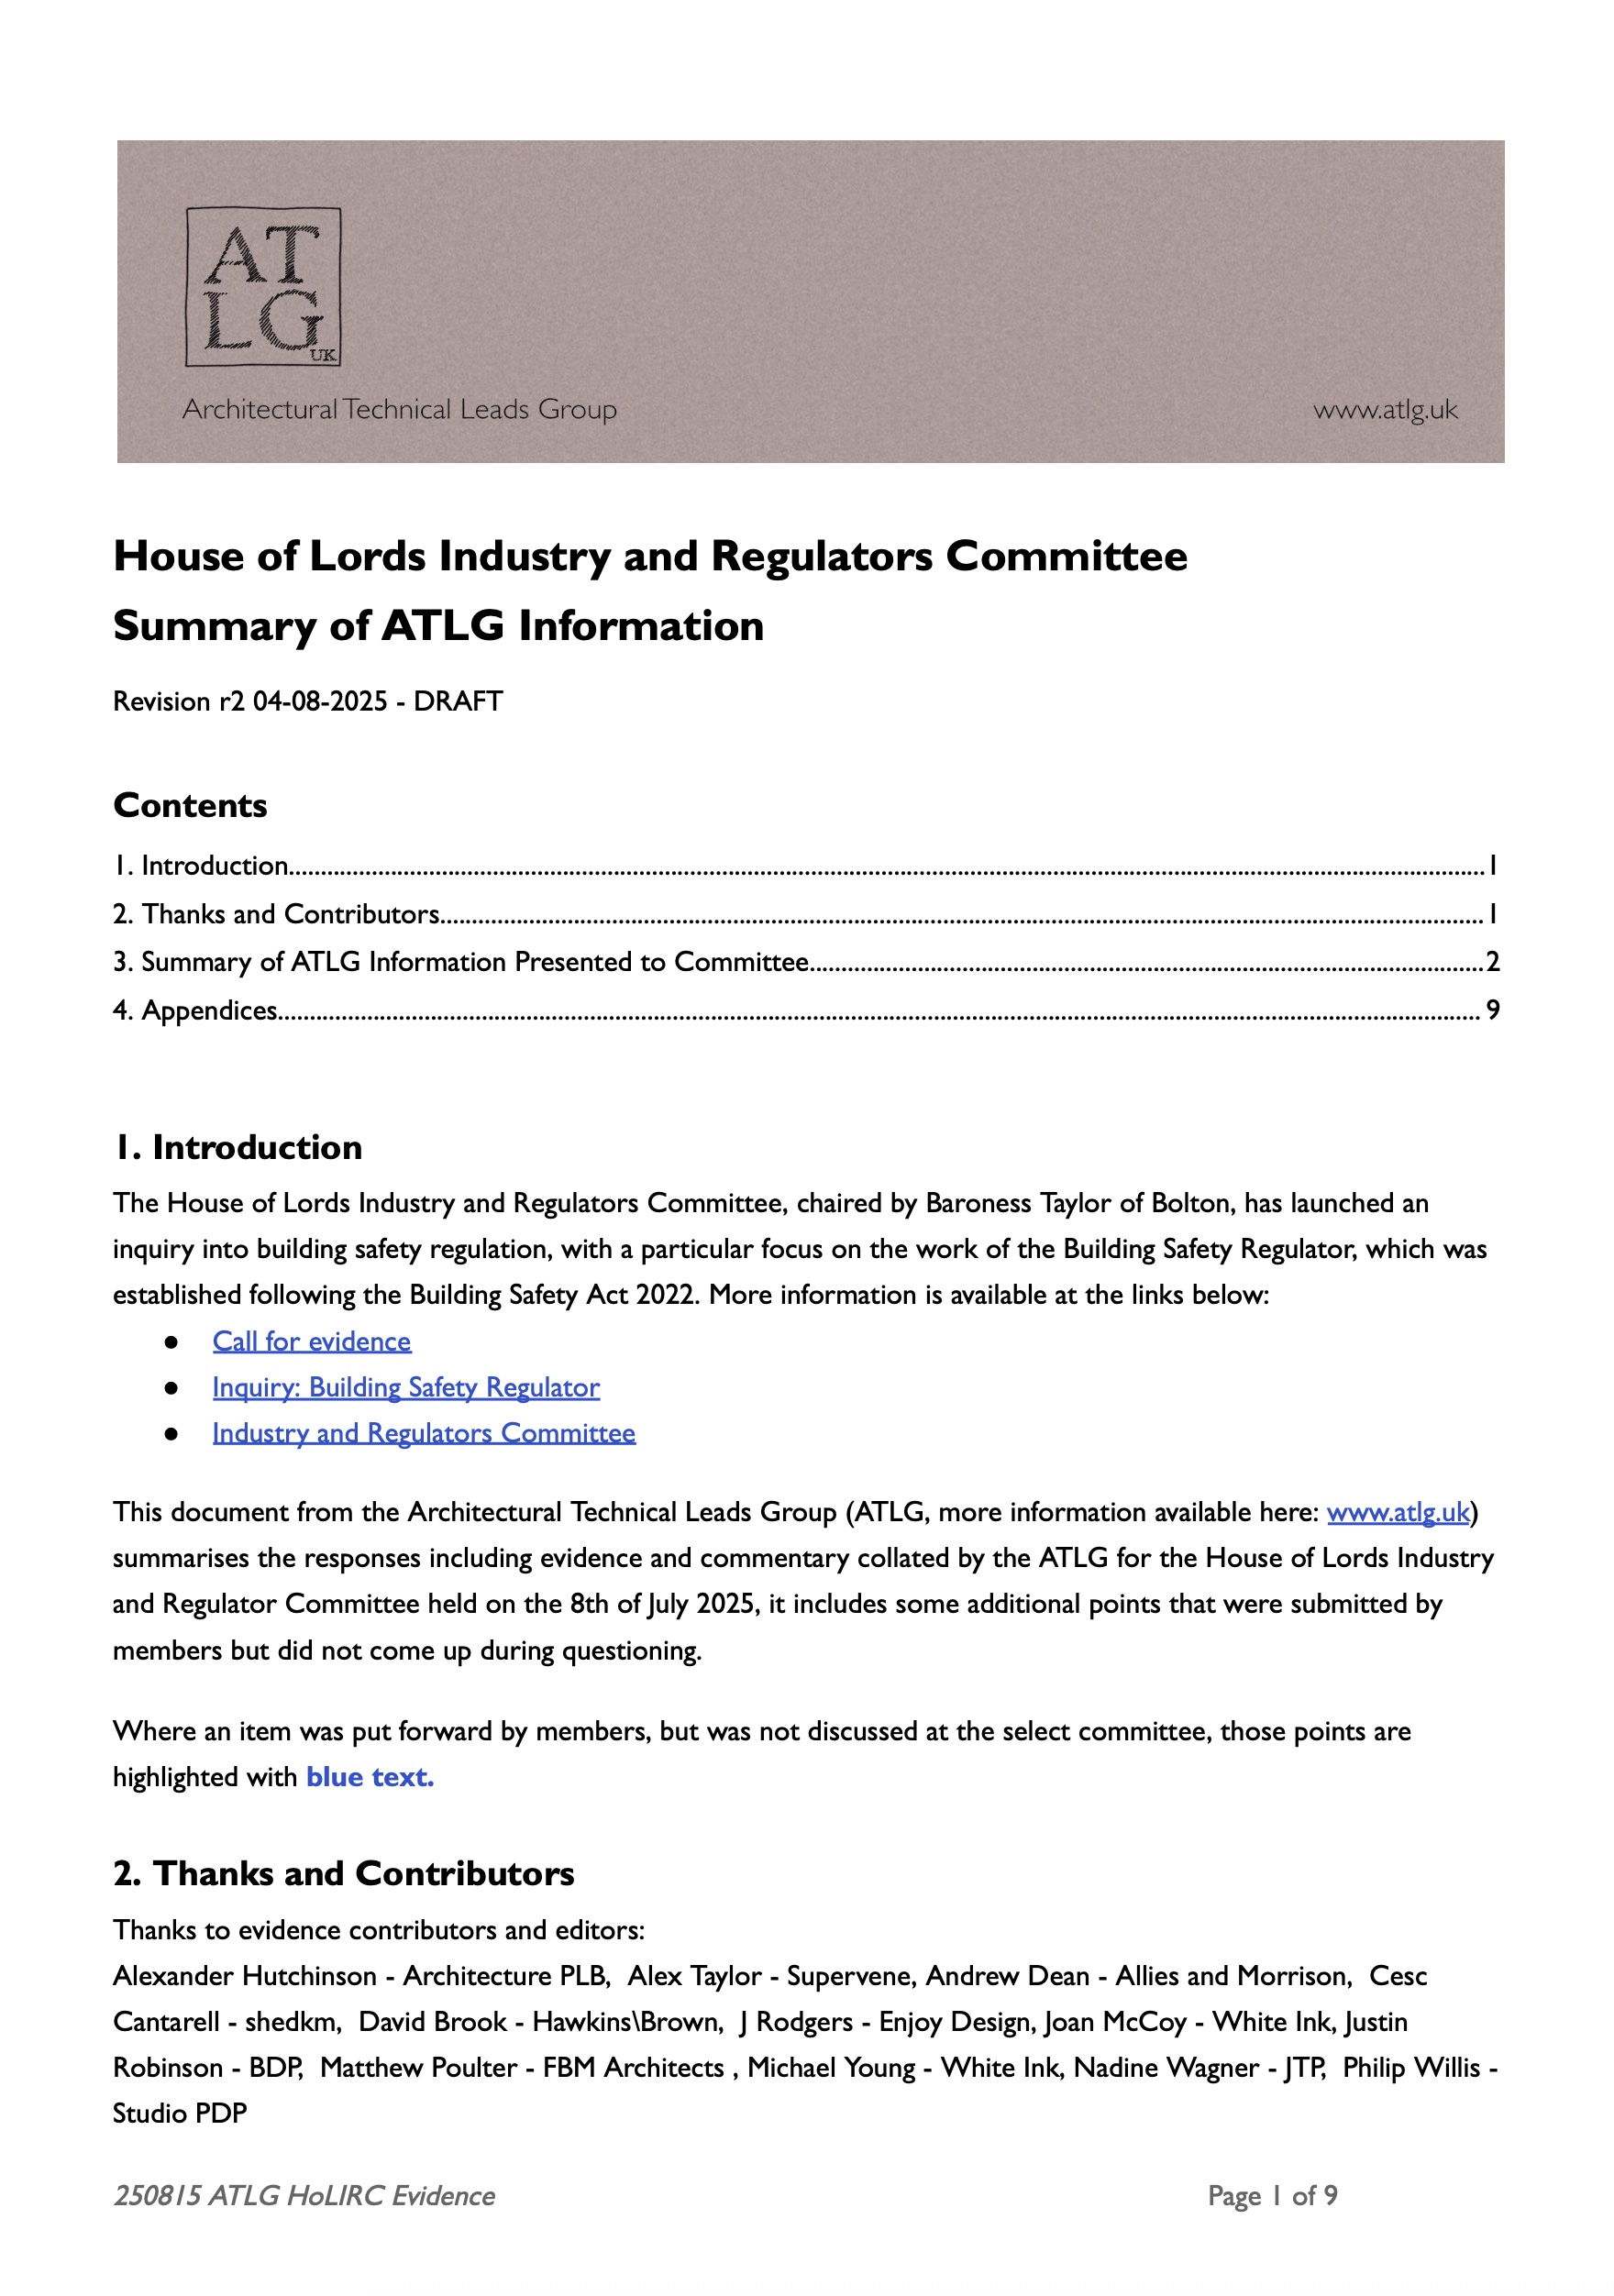 AT
LG
UK
Architectural Technical Leads Group
www.atlg.uk
House of Lords Industry and Regulators Committee
Summary of ATLG Information
Revision r2 04-08-2025 - DRAFT
Contents
1. Introduction....................................................................................................1
2. Thanks and Contributors....................................................................................................1
3. Summary of ATLG Information Presented to Committee....................................................................................................2
4. Appendices.................................................................................................... 9
1. Introduction
The House of Lords Industry and Regulators Committee, chaired by Baroness Taylor of Bolton, has launched an
inquiry into building safety regulation, with a particular focus on the work of the Building Safety Regulator, which was
established following the Building Safety Act 2022. More information is available at the links below:
● Call for evidence
● Inquiry: Building Safety Regulator
● Industry and Regulators Committee
This document from the Architectural Technical Leads Group (ATLG, more information available here: www.atlg.uk)
summarises the responses including evidence and commentary collated by the ATLG for the House of Lords Industry
and Regulator Committee held on the 8th of July 2025, it includes some additional points that were submitted by
members but did not come up during questioning.
Where an item was put forward by members, but was not discussed at the select committee, those points are
highlighted with blue text.
2. Thanks and Contributors
Thanks to evidence contributors and editors:
Alexander Hutchinson - Architecture PLB, Alex Taylor - Supervene, Andrew Dean - Allies and Morrison, Cesc
Cantarell - shedkm, David Brook - Hawkins\Brown, J Rodgers - Enjoy Design, Joan McCoy - White Ink, Justin
Robinson - BDP, Matthew Poulter - FBM Architects , Michael Young - White Ink, Nadine Wagner - JTP, Philip Willis -
Studio PDP
250815 ATLG HoLIRC Evidence
Page 1 of 9